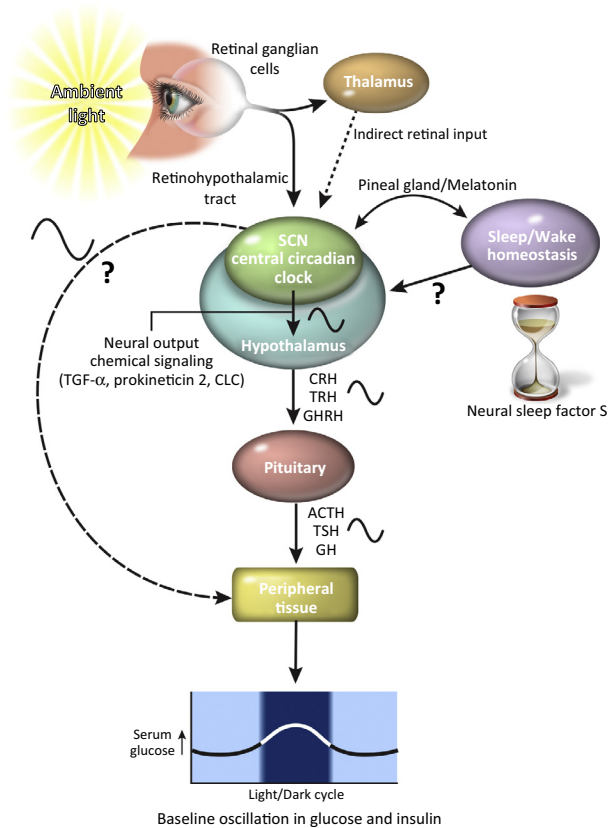 Retinal ganglian
cells
Ambient
light
Thalamus
Indirect retinal input
Retinohypothalamic
tract
Pineal gland/Melatonin
SCN
central circadian
clock
Sleep/Wake
homeostasis
?
?
Neural output
chemical signaling
(TGF-α, prokineticin 2, CLC)
Hypothalamus
Neural sleep factor S
CRH
TRH
GHRH
Pituitary
ACTH
TSH
GH
Peripheral
tissue
Serum
glucose
Light/Dark cycle
Baseline oscillation in glucose and insulin